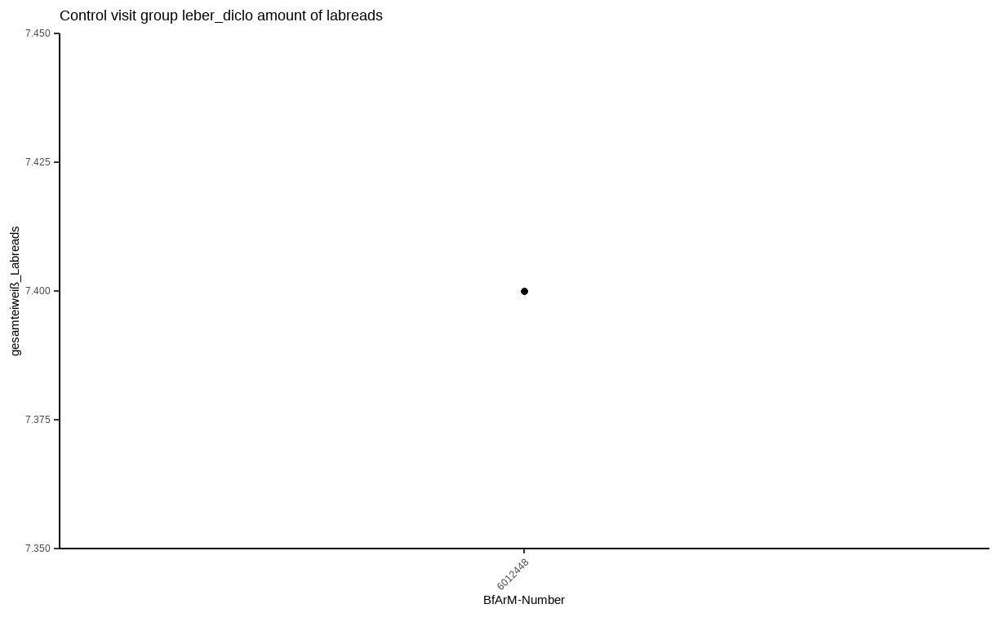 Control visit group leber_diclo amount of labreads
7.450
7.425
7.400
7.375
7.350
gesamteiweiß_Labreads
6012448
BfArM-Number